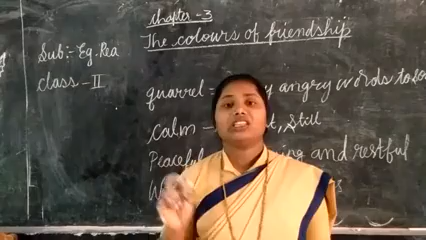 chapter - 3
The colours of friendship
Sub:- Eg. Rea
class - II
quarrel - angry words to
calm - Still
Peaceful and restful